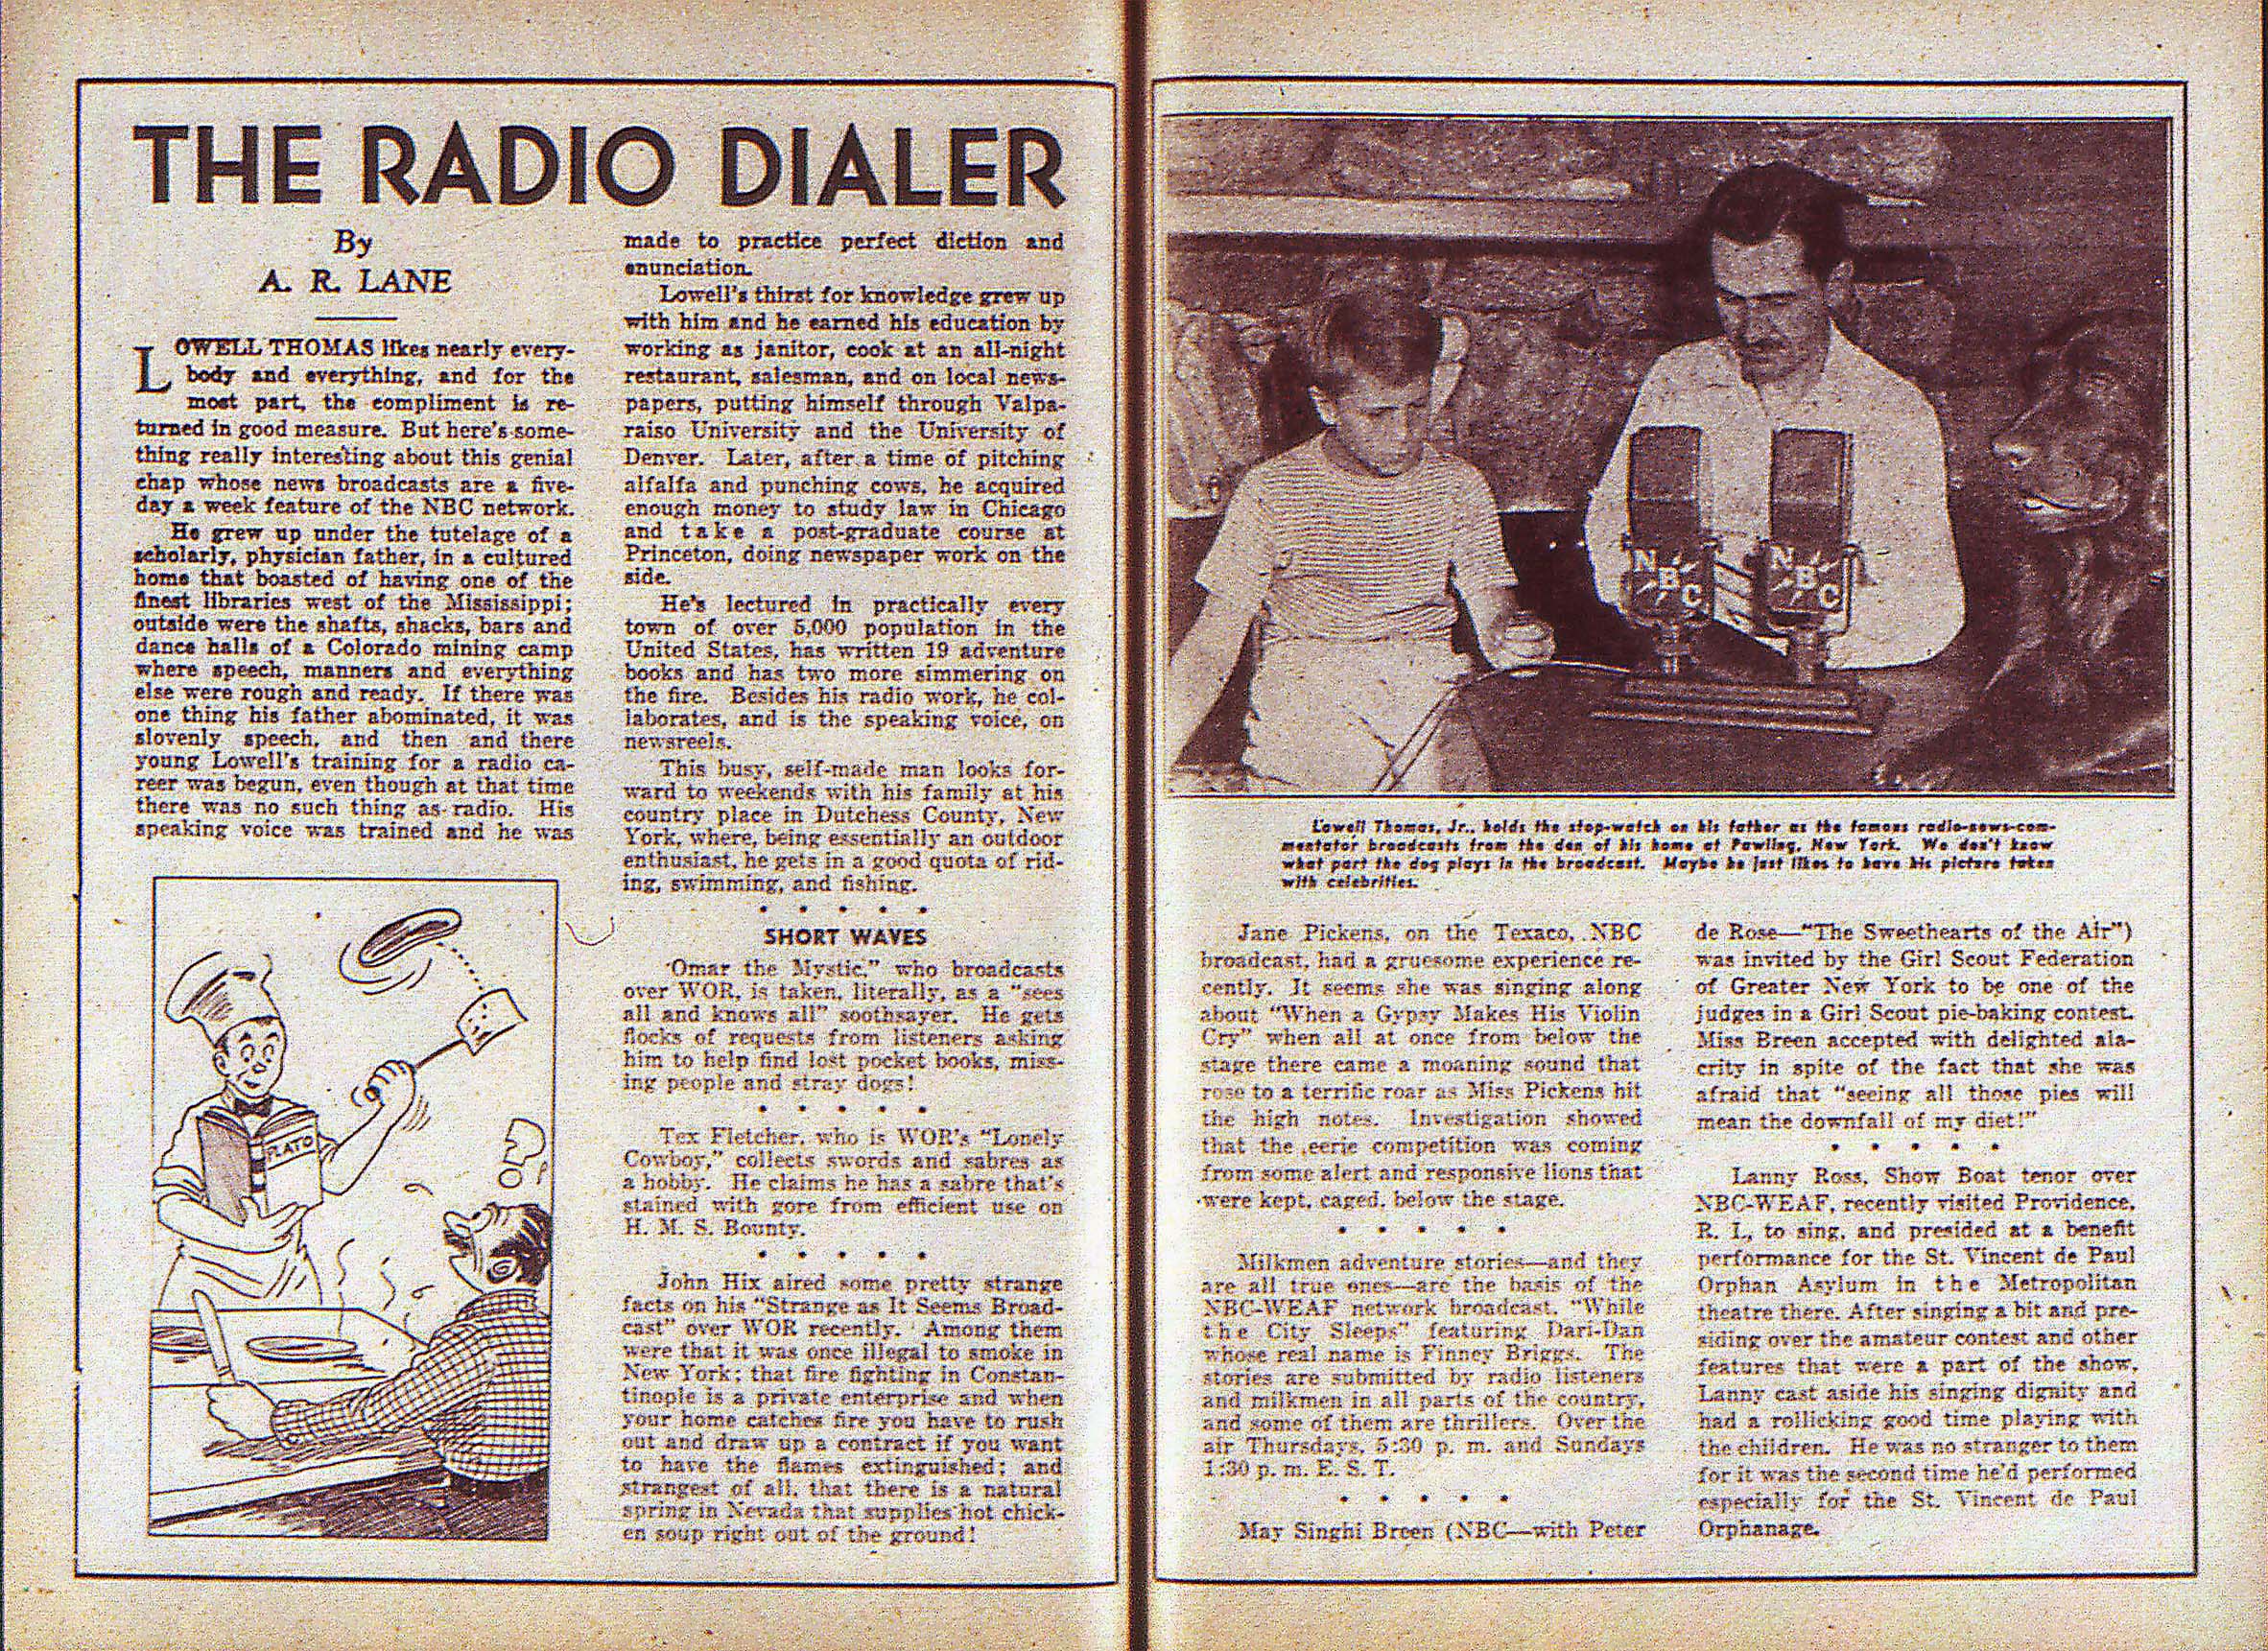 THE RADIO DIALER
By
A. R. LANE
LOWELL THOMAS likes nearly every-
body and everything, and for the
most part, the compliment is re-
turned in good measure. But here's some-
thing really interesting about this genial
chap whose news broadcasts are a five-
day a week feature of the NBC network.
He grew up under the tutelage of a
scholarly, physician father, in a cultured
home that boasted of having one of the
finest libraries west of the Mississippi;
outside were the shafts, shacks, bars and
dance halls of a Colorado mining camp
where speech, manners and everything
else were rough and ready. If there was
one thing his father abominated, it was
slovenly speech, and then and there
young Lowell's training for a radio ca-
reer was begun, even though at that time
there was no such thing as radio. His
speaking voice was trained and he was
PLATO
made to practice perfect diction and
enunciation.
Lowell's thirst for knowledge grew up
with him and he earned his education by
working as janitor, cook at an all-night
restaurant, salesman, and on local news-
papers, putting himself through Valpa-
raiso University and the University of
Denver. Later, after a time of pitching
alfalfa and punching cows, he acquired
enough money to study law in Chicago
and take a post-graduate course at
Princeton, doing newspaper work on the
side.
He's lectured in practically every
town of over 5,000 population in the
United States, has written 19 adventure
books and has two more simmering on
the fire. Besides his radio work, he col-
laborates, and is the speaking voice, on
newsreels.
This busy, self-made man looks for-
ward to weekends with his family at his
country place in Dutchess County, New
York, where, being essentially an outdoor
enthusiast, he gets in a good quota of rid-
ing, swimming, and fishing.
• • • • •
SHORT WAVES
'Omar the Mystic," who broadcasts
over WOR, is taken, literally, as a "sees
all and knows all" soothsayer. He gets
flocks of requests from listeners asking
him to help find lost pocket books, miss-
ing people and stray dogs!
• • • • •
Tex Fletcher, who is WOR's "Lonely
Cowboy," collects swords and sabres as
a hobby. He claims he has a sabre that's
stained with gore from efficient use on
H. M. S. Bounty.
• • • • •
John Hix aired some pretty strange
facts on his "Strange as It Seems Broad-
cast" over WOR recently. Among them
were that it was once illegal to smoke in
New York; that fire fighting in Constan-
tinople is a private enterprise and when
your home catches fire you have to rush
out and draw up a contract if you want
to have the flames extinguished; and
strangest of all, that there is a natural
spring in Nevada that supplies hot chick-
en soup right out of the ground!
NBC
NBC
Lowell Thomas, Jr., holds the stop-watch on his father as the famous radio-news-com-
mentator broadcasts from the den of his home at Pawling, New York. We don't know
what part the dog plays in the broadcast. Maybe he just likes to have his picture taken
with celebrities.
Jane Pickens, on the Texaco, NBC
broadcast, had a gruesome experience re-
cently. It seems she was singing along
about "When a Gypsy Makes His Violin
Cry" when all at once from below the
stage there came a moaning sound that
rose to a terrific roar as Miss Pickens hit
the high notes. Investigation showed
that the eerie competition was coming
from some alert and responsive lions that
were kept, caged, below the stage.
• • • • •
Milkmen adventure stories—and they
are all true ones—are the basis of the
NBC-WEAF network broadcast, "While
the City Sleeps" featuring Dari-Dan
whose real name is Finney Briggs. The
stories are submitted by radio listeners
and milkmen in all parts of the country,
and some of them are thrillers. Over the
air Thursdays, 5:30 p. m. and Sundays
1:30 p. m. E. S. T.
• • • • •
May Singhi Breen (NBC—with Peter
de Rose—"The Sweethearts of the Air")
was invited by the Girl Scout Federation
of Greater New York to be one of the
judges in a Girl Scout pie-baking contest.
Miss Breen accepted with delighted ala-
crity in spite of the fact that she was
afraid that "seeing all those pies will
mean the downfall of my diet!"
• • • • •
Lanny Ross, Show Boat tenor over
NBC-WEAF, recently visited Providence,
R. I., to sing, and presided at a benefit
performance for the St. Vincent de Paul
Orphan Asylum in the Metropolitan
theatre there. After singing a bit and pre-
siding over the amateur contest and other
features that were a part of the show,
Lanny cast aside his singing dignity and
had a rollicking good time playing with
the children. He was no stranger to them
for it was the second time he'd performed
especially for the St. Vincent de Paul
Orphanage.